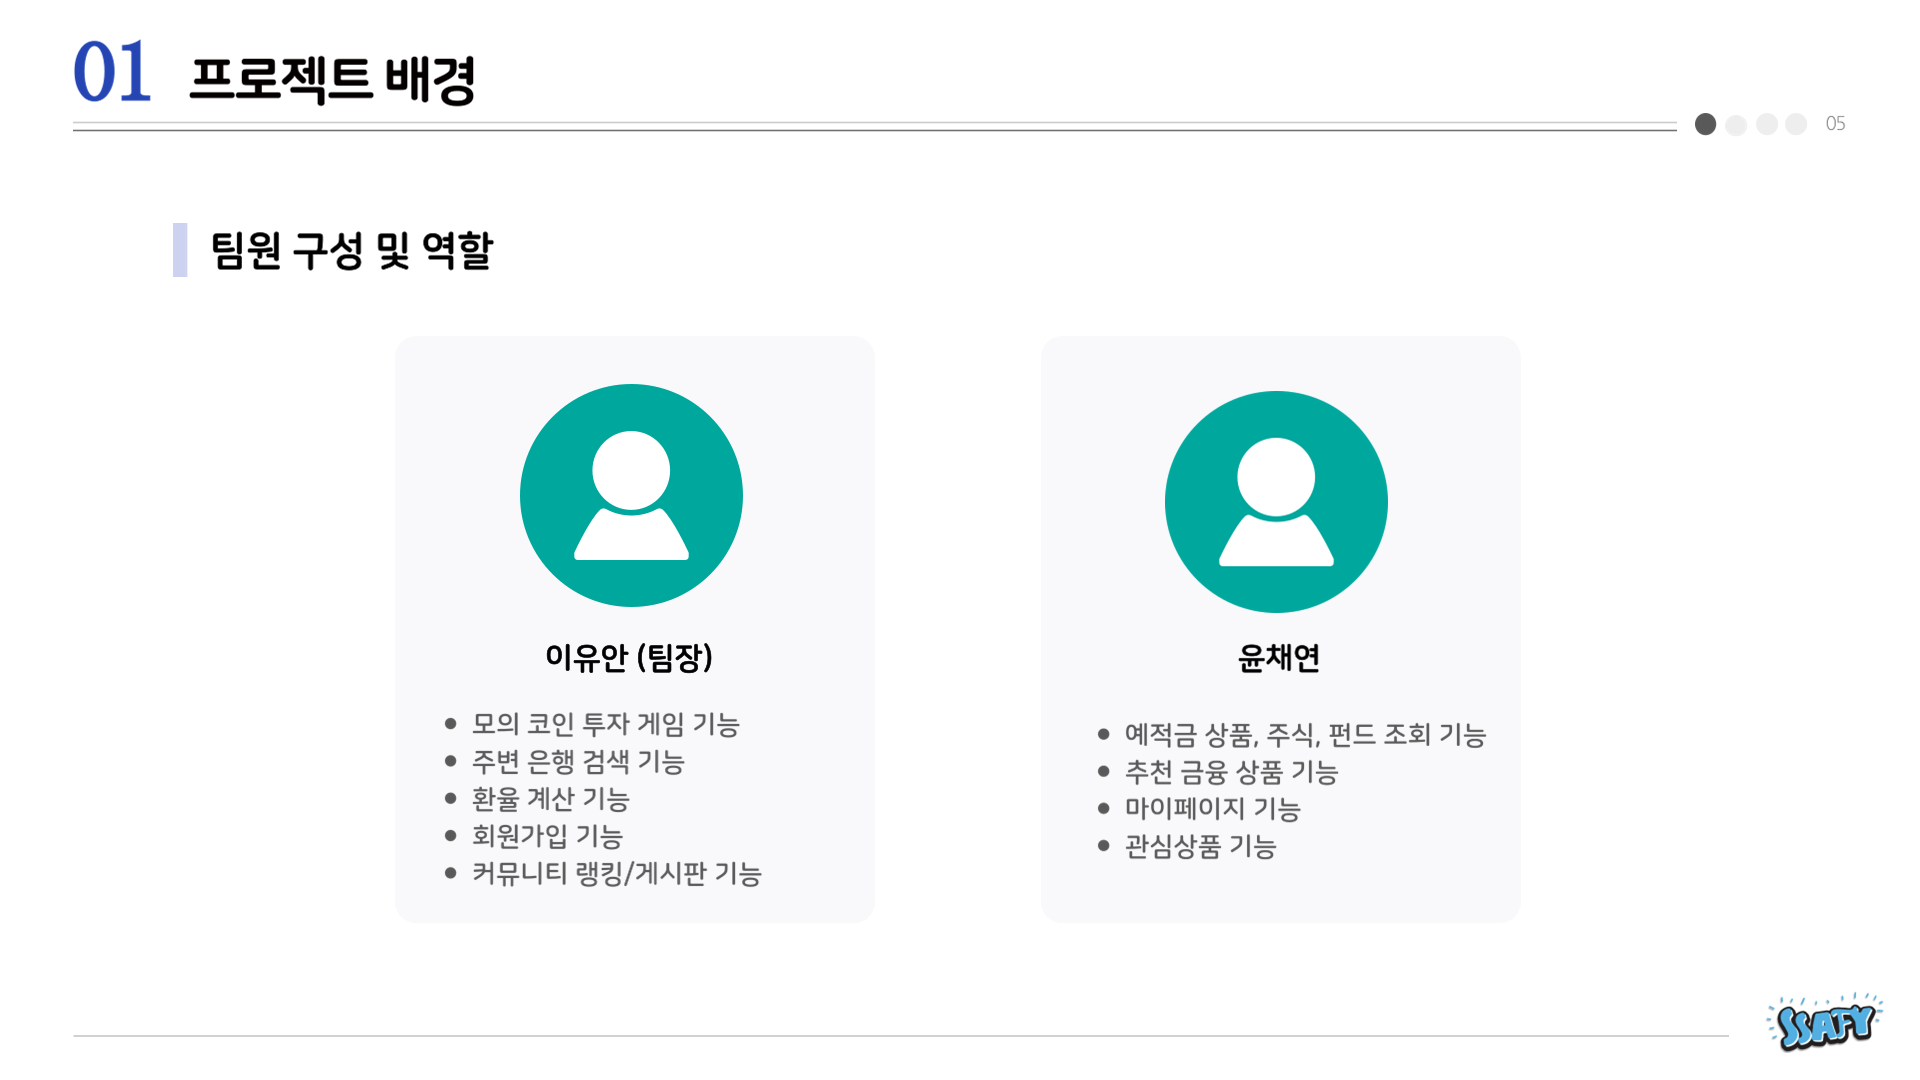 01 프로젝트 배경
05
팀원 구성 및 역할
이유안 (팀장)
모의 코인 투자 게임 기능
주변 은행 검색 기능
환율 계산 기능
회원가입 기능
커뮤니티 랭킹/게시판 기능
윤채연
예적금 상품, 주식, 펀드 조회 기능
추천 금융 상품 기능
마이페이지 기능
관심상품 기능
SSAFY